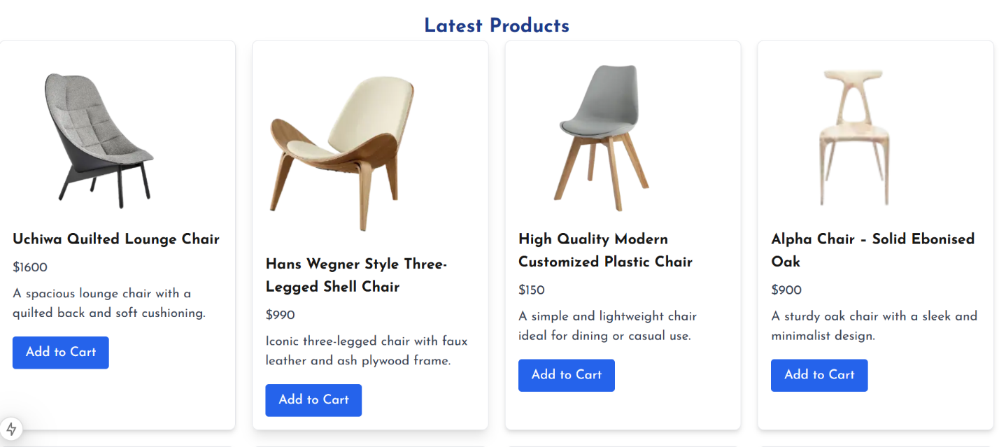 Latest Products
Uchiwa Quilted Lounge Chair
$1600
A spacious lounge chair with a
quilted back and soft cushioning.
Add to Cart
Hans Wegner Style Three-
Legged Shell Chair
$990
Iconic three-legged chair with faux
leather and ash plywood frame.
Add to Cart
High Quality Modern
Customized Plastic Chair
$150
A simple and lightweight chair
ideal for dining or casual use.
Add to Cart
Alpha Chair – Solid Ebonised
Oak
$900
A sturdy oak chair with a sleek and
minimalist design.
Add to Cart